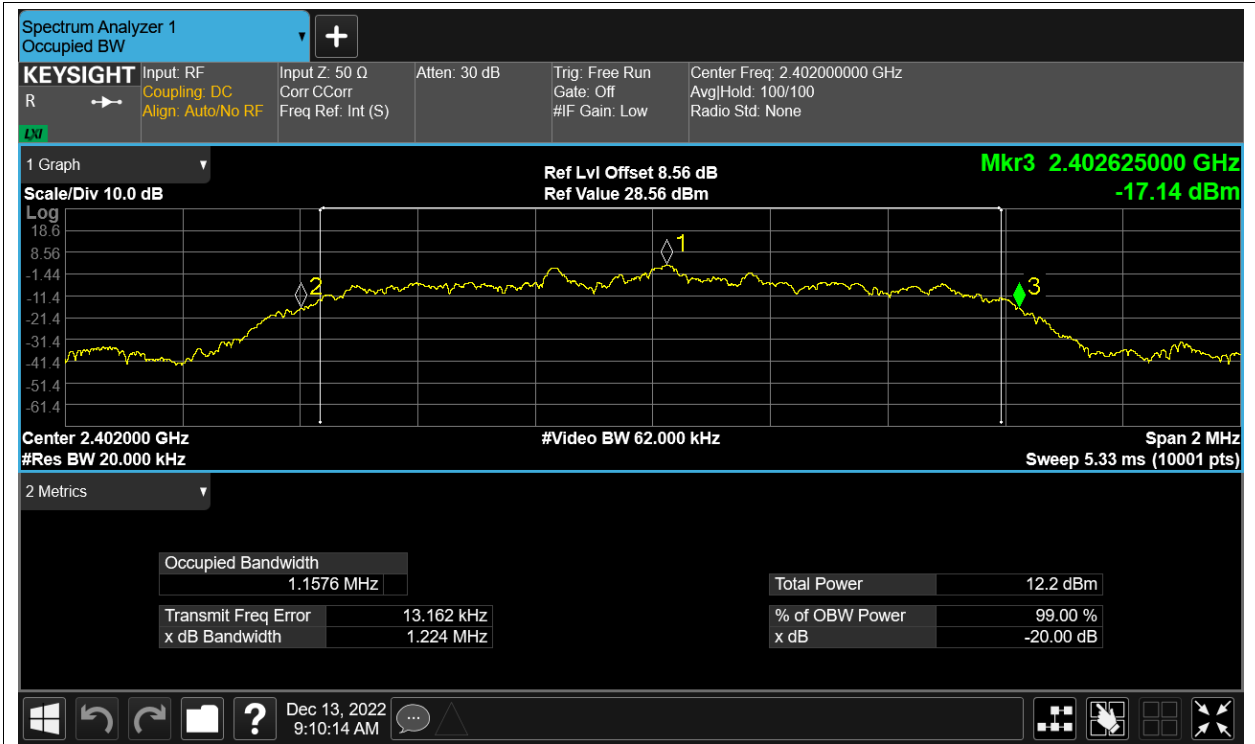 Spectrum Analyzer 1
Occupied BW
KEYSIGHT
R
LXI
Input: RF
Coupling: DC
Align: Auto/No RF
Input Z: 50 Ω
Corr CCorr
Freq Ref: Int (S)
Atten: 30 dB
Trig: Free Run
Gate: Off
#IF Gain: Low
Center Freq: 2.402000000 GHz
Avg|Hold: 100/100
Radio Std: None
1 Graph
Scale/Div 10.0 dB
Ref Lvl Offset 8.56 dB
Ref Value 28.56 dBm
Mkr3 2.402625000 GHz
-17.14 dBm
Log
18.6
8.56
-1.44
-11.4
-21.4
-31.4
-41.4
-51.4
-61.4
1
2
3
Center 2.402000 GHz
#Res BW 20.000 kHz
#Video BW 62.000 kHz
Span 2 MHz
Sweep 5.33 ms (10001 pts)
2 Metrics
Occupied Bandwidth
1.1576 MHz
Transmit Freq Error 13.162 kHz
x dB Bandwidth 1.224 MHz
Total Power 12.2 dBm
% of OBW Power 99.00 %
x dB -20.00 dB
?
Dec 13, 2022
9:10:14 AM